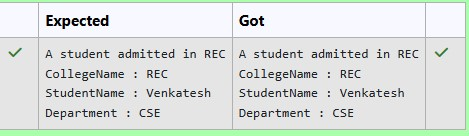 Expected Got
A student admitted in REC A student admitted in REC
CollegeName : REC CollegeName : REC
StudentName : Venkatesh StudentName : Venkatesh
Department : CSE Department : CSE